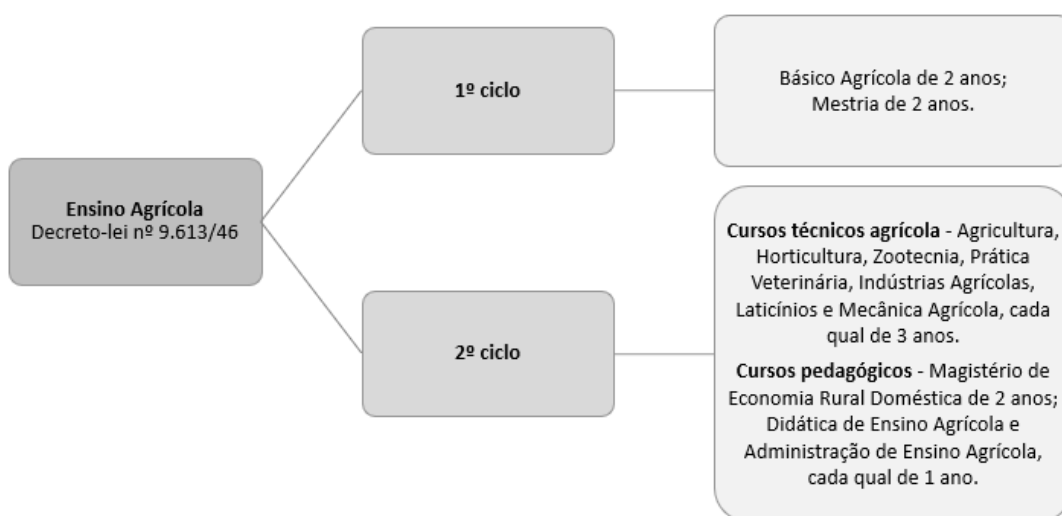 Ensino Agrícola
Decreto-lei nº 9.613/46
1º ciclo
Básico Agrícola de 2 anos;
Mestria de 2 anos.
2º ciclo
Cursos técnicos agrícola - Agricultura,
Horticultura, Zootecnia, Prática
Veterinária, Indústrias Agrícolas,
Laticínios e Mecânica Agrícola, cada
qual de 3 anos.
Cursos pedagógicos - Magistério de
Economia Rural Doméstica de 2 anos;
Didática de Ensino Agrícola e
Administração de Ensino Agrícola,
cada qual de 1 ano.